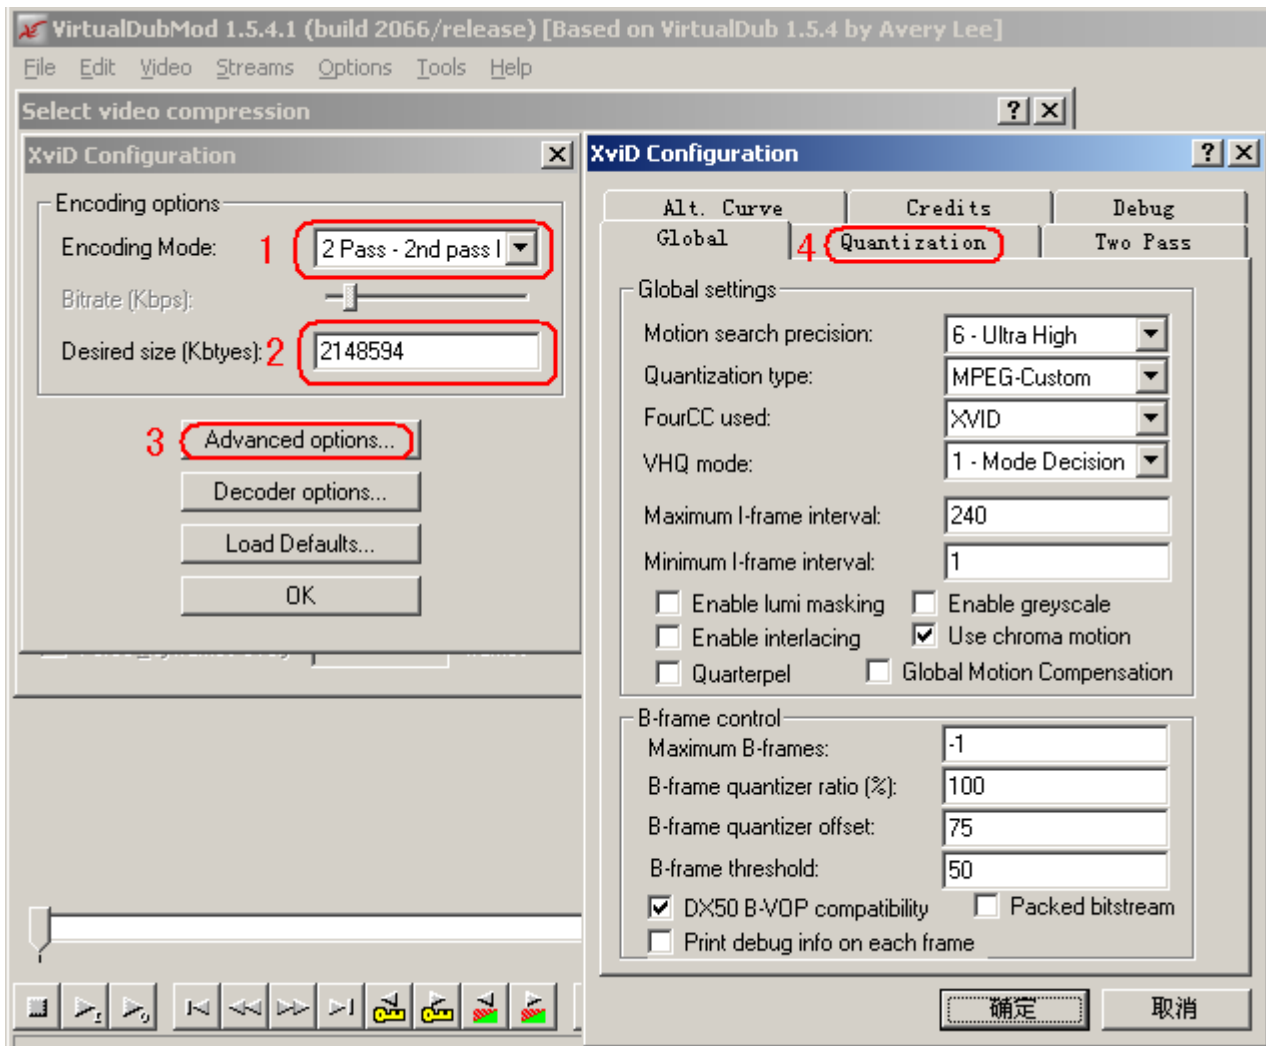 VirtualDubMod 1.5.4.1 (build 2066/release) [Based on VirtualDub 1.5.4 by Avery Lee]
File Edit Video Streams Options Tools Help
Select video compression
XviD Configuration
Encoding options
Encoding Mode: 1 2 Pass - 2nd pass I
Bitrate (Kbps):
Desired size (Kbtyes): 2 2148594
3 Advanced options...
Decoder options...
Load Defaults...
OK
XviD Configuration
Alt. Curve Credits Debug
Global 4 Quantization Two Pass
Global settings
Motion search precision: 6 - Ultra High
Quantization type: MPEG-Custom
FourCC used: XVID
VHQ mode: 1 - Mode Decision
Maximum I-frame interval: 240
Minimum I-frame interval: 1
Enable lumi masking Enable greyscale
Enable interlacing Use chroma motion
Quarterpel Global Motion Compensation
B-frame control
Maximum B-frames: -1
B-frame quantizer ratio (%): 100
B-frame quantizer offset: 75
B-frame threshold: 50
DX50 B-VOP compatibility Packed bitstream
Print debug info on each frame
确定 取消